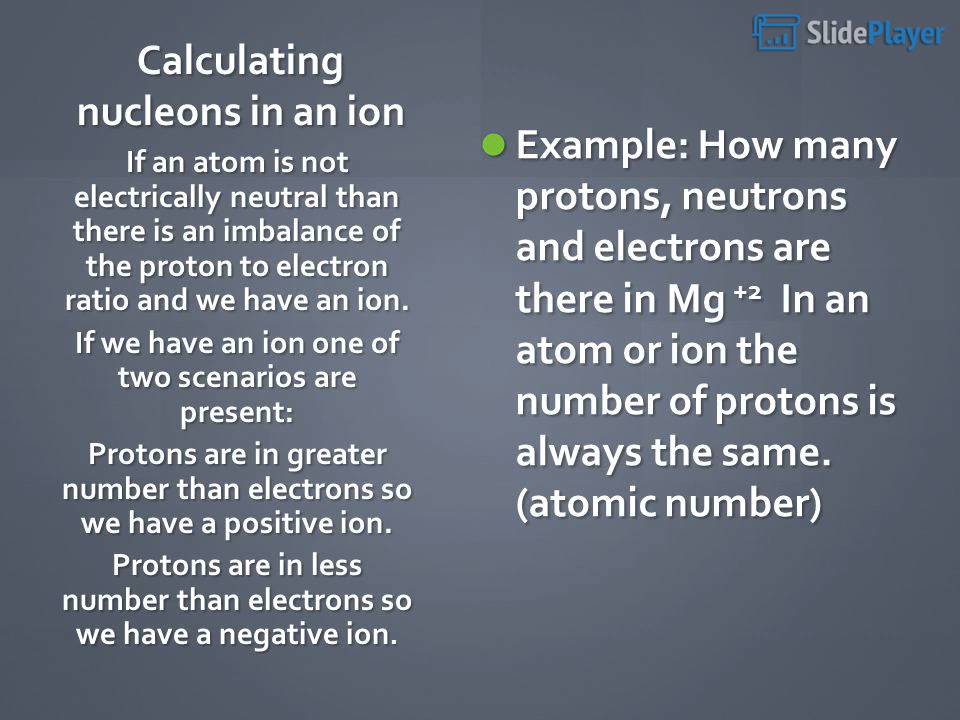 SlidePlayer
Calculating
nucleons in an ion
If an atom is not
electrically neutral than
there is an imbalance of
the proton to electron
ratio and we have an ion.
If we have an ion one of
two scenarios are
present:
Protons are in greater
number than electrons so
we have a positive ion.
Protons are in less
number than electrons so
we have a negative ion.
Example: How many
protons, neutrons
and electrons are
there in Mg +2 In an
atom or ion the
number of protons is
always the same.
(atomic number)